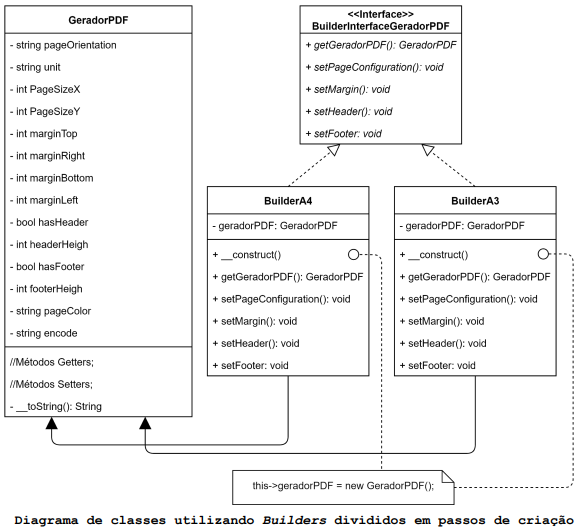 GeradorPDF
- string pageOrientation
- string unit
- int PageSizeX
- int PageSizeY
- int marginTop
- int marginRight
- int marginBottom
- int marginLeft
- bool hasHeader
- int headerHeigh
- bool hasFooter
- int footerHeigh
- string pageColor
- string encode
//Métodos Getters;
//Métodos Setters;
- __toString(): String
<<Interface>>
BuilderInterfaceGeradorPDF
+ getGeradorPDF(): GeradorPDF
+ setPageConfiguration(): void
+ setMargin(): void
+ setHeader(): void
+ setFooter: void
BuilderA4
- geradorPDF: GeradorPDF
+ __construct()
+ getGeradorPDF(): GeradorPDF
+ setPageConfiguration(): void
+ setMargin(): void
+ setHeader(): void
+ setFooter: void
BuilderA3
- geradorPDF: GeradorPDF
+ __construct()
+ getGeradorPDF(): GeradorPDF
+ setPageConfiguration(): void
+ setMargin(): void
+ setHeader(): void
+ setFooter: void
this->geradorPDF = new GeradorPDF();
Diagrama de classes utilizando Builders divididos em passos de criação